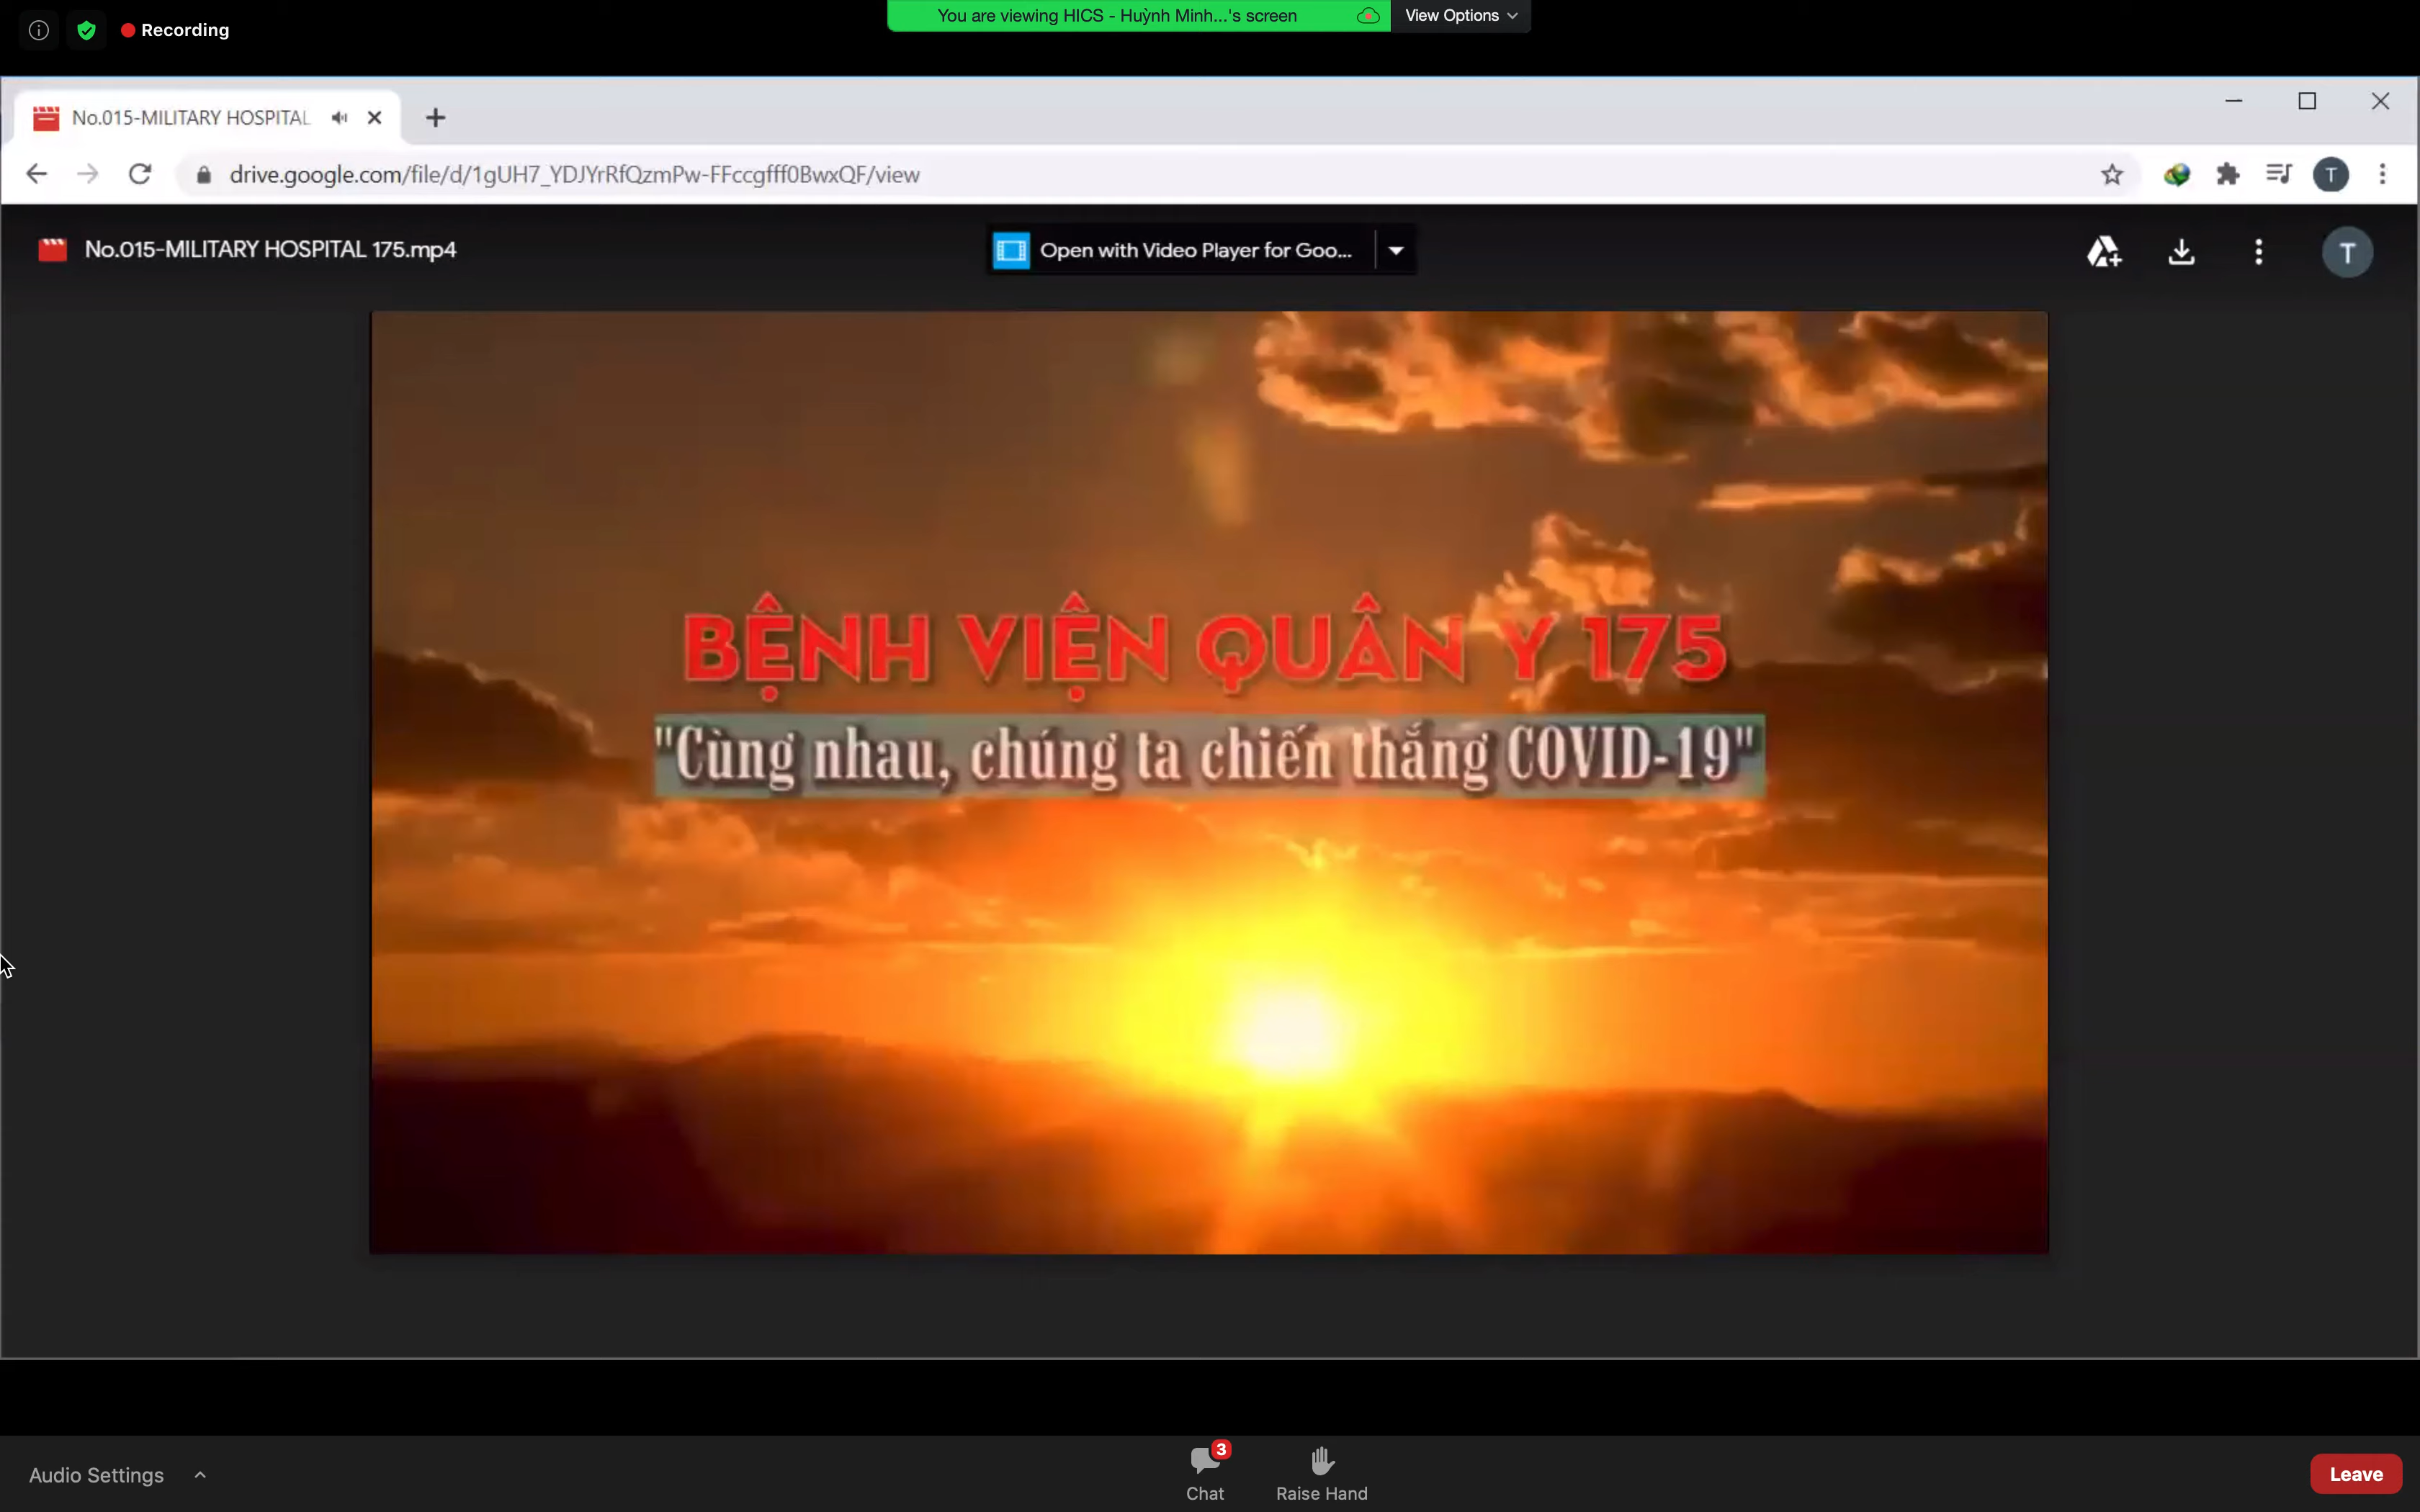 Recording
You are viewing HICS - Huỳnh Minh...'s screen
View Options
No.015-MILITARY HOSPITAL
drive.google.com/file/d/1gUH7_YDJYrRfQzmPw-FFccgfff0BwxQF/view
T
No.015-MILITARY HOSPITAL 175.mp4
Open with Video Player for Goo...
T
BỆNH VIỆN QUÂN Y 175
"Cùng nhau, chúng ta chiến thắng COVID-19"
Audio Settings
3
Chat
Raise Hand
Leave